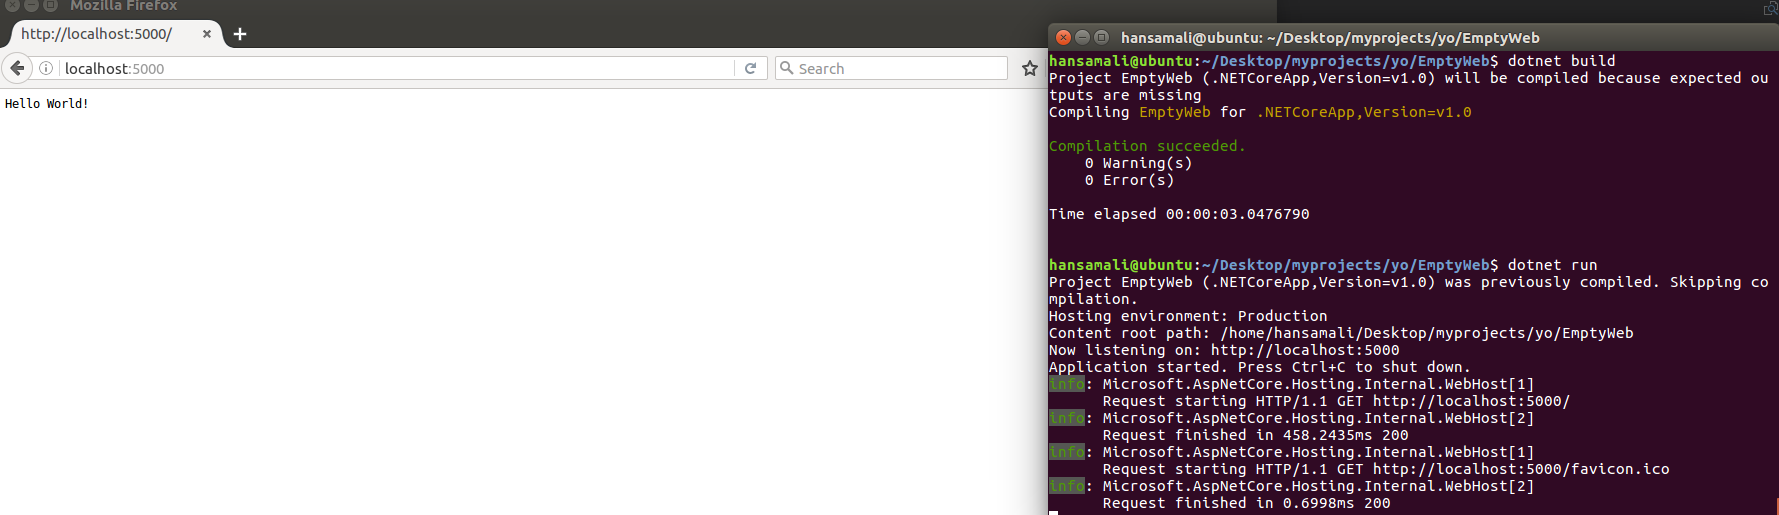 Mozilla Firefox
http://localhost:5000/
localhost:5000
Search
Hello World!
hansamali@ubuntu: ~/Desktop/myprojects/yo/EmptyWeb
hansamali@ubuntu:~/Desktop/myprojects/yo/EmptyWeb$ dotnet build
Project EmptyWeb (.NETCoreApp,Version=v1.0) will be compiled because expected ou
tputs are missing
Compiling EmptyWeb for .NETCoreApp,Version=v1.0
Compilation succeeded.
0 Warning(s)
0 Error(s)
Time elapsed 00:00:03.0476790
hansamali@ubuntu:~/Desktop/myprojects/yo/EmptyWeb$ dotnet run
Project EmptyWeb (.NETCoreApp,Version=v1.0) was previously compiled. Skipping co
mpilation.
Hosting environment: Production
Content root path: /home/hansamali/Desktop/myprojects/yo/EmptyWeb
Now listening on: http://localhost:5000
Application started. Press Ctrl+C to shut down.
info: Microsoft.AspNetCore.Hosting.Internal.WebHost[1]
Request starting HTTP/1.1 GET http://localhost:5000/
info: Microsoft.AspNetCore.Hosting.Internal.WebHost[2]
Request finished in 458.2435ms 200
info: Microsoft.AspNetCore.Hosting.Internal.WebHost[1]
Request starting HTTP/1.1 GET http://localhost:5000/favicon.ico
info: Microsoft.AspNetCore.Hosting.Internal.WebHost[2]
Request finished in 0.6998ms 200